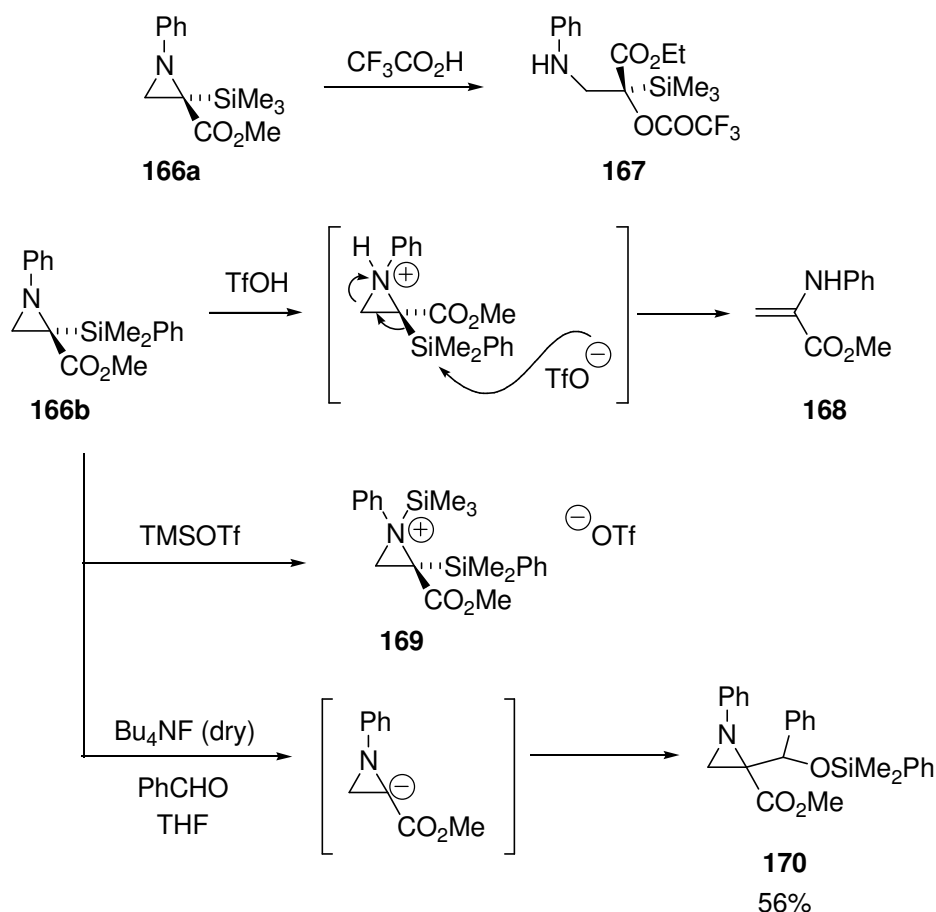 Ph
N
SiMe3
CO2Me
166a
CF3CO2H
Ph
HN
CO2Et
SiMe3
OCOCF3
167
Ph
N
SiMe2Ph
CO2Me
166b
TfOH
H
Ph
N
+
CO2Me
SiMe2Ph
TfO
−
NHPh
CO2Me
168
TMSOTf
Ph
SiMe3
N
+
SiMe2Ph
CO2Me
169
−
OTf
Bu4NF (dry)
PhCHO
THF
Ph
N
−
CO2Me
Ph
N
Ph
OSiMe2Ph
CO2Me
170
56%